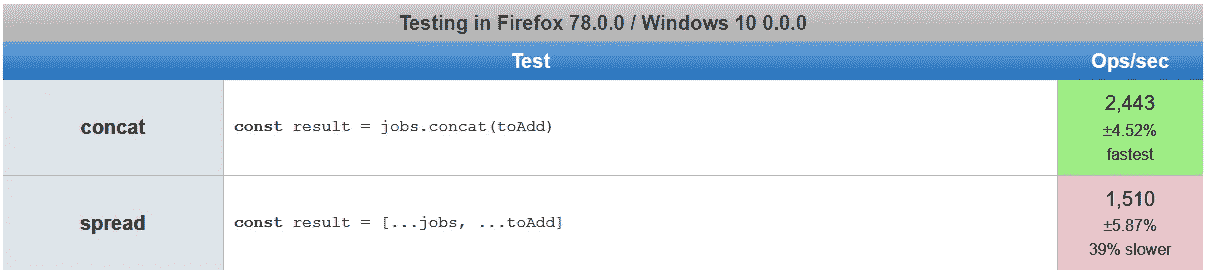 Testing in Firefox 78.0.0 / Windows 10 0.0.0
Test Ops/sec
concat const result = jobs.concat(toAdd) 2,443
±4.52%
fastest
spread const result = [...jobs, ...toAdd] 1,510
±5.87%
39% slower